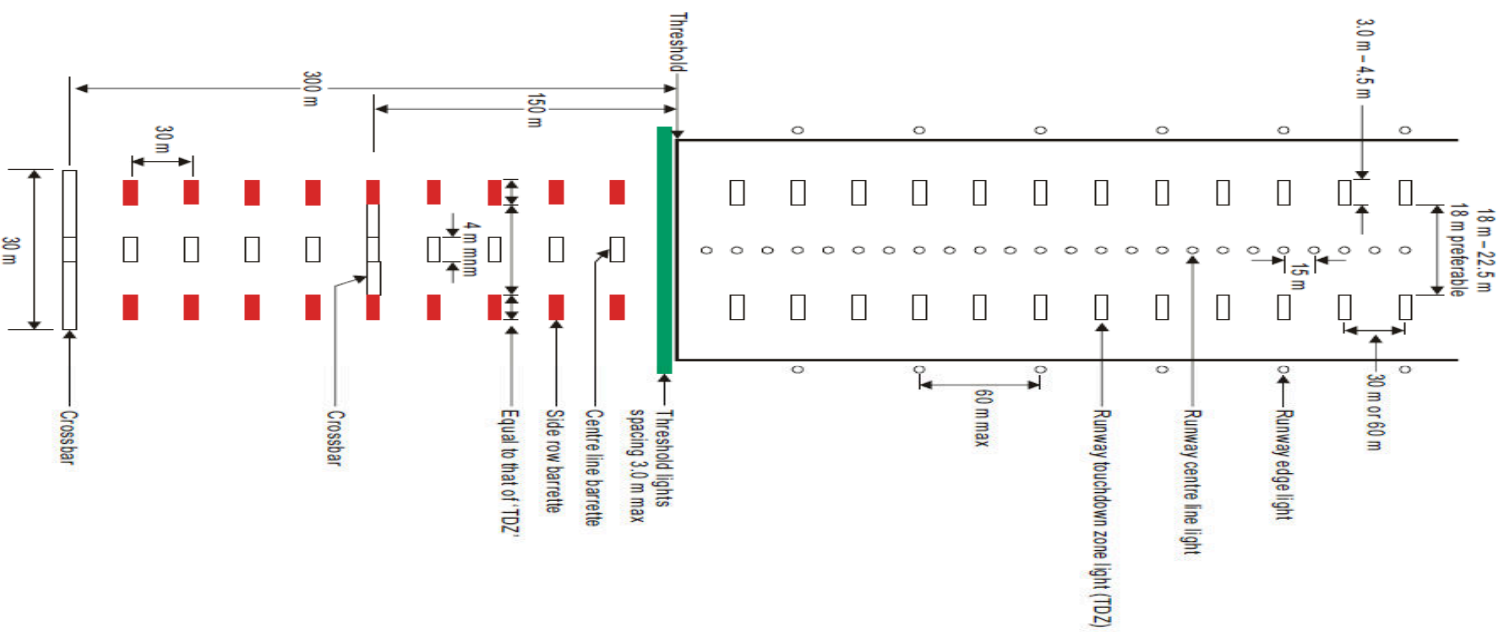 18 m – 22.5 m
18 m preferable
3.0 m – 4.5 m
15 m
30 m or 60 m
Runway edge light
Runway centre line light
Runway touchdown zone light (TDZ)
60 m max
Threshold
Threshold lights
spacing 3.0 m max
150 m
300 m
Centre line barrette
Side row barrette
Equal to that of 'TDZ'
4 m mnm
Crossbar
30 m
30 m
Crossbar